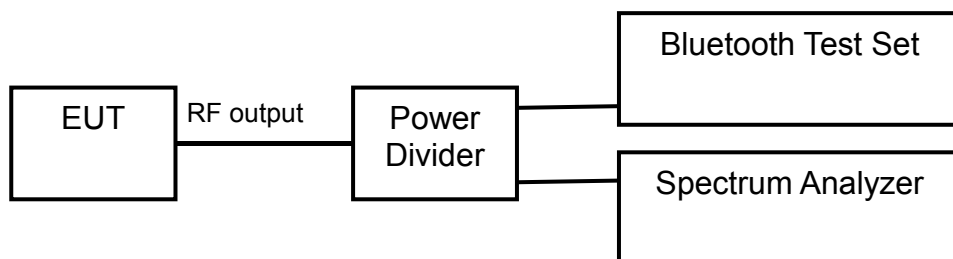 EUT
RF output
Power
Divider
Bluetooth Test Set
Spectrum Analyzer